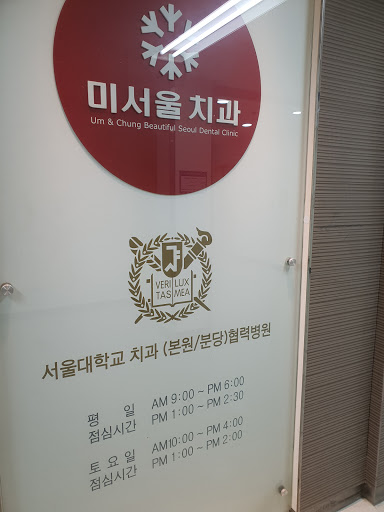 미서울치과
Um & Chung Beautiful Seoul Dental Clinic
VERI LUX
TAS MEA
서울대학교 치과 (본원/분당)협력병원
평 일 AM 9:00 ~ PM 6:00
점심시간 PM 1:00 ~ PM 2:30
토 요 일 AM10:00 ~ PM 4:00
점심시간 PM 1:00 ~ PM 2:00